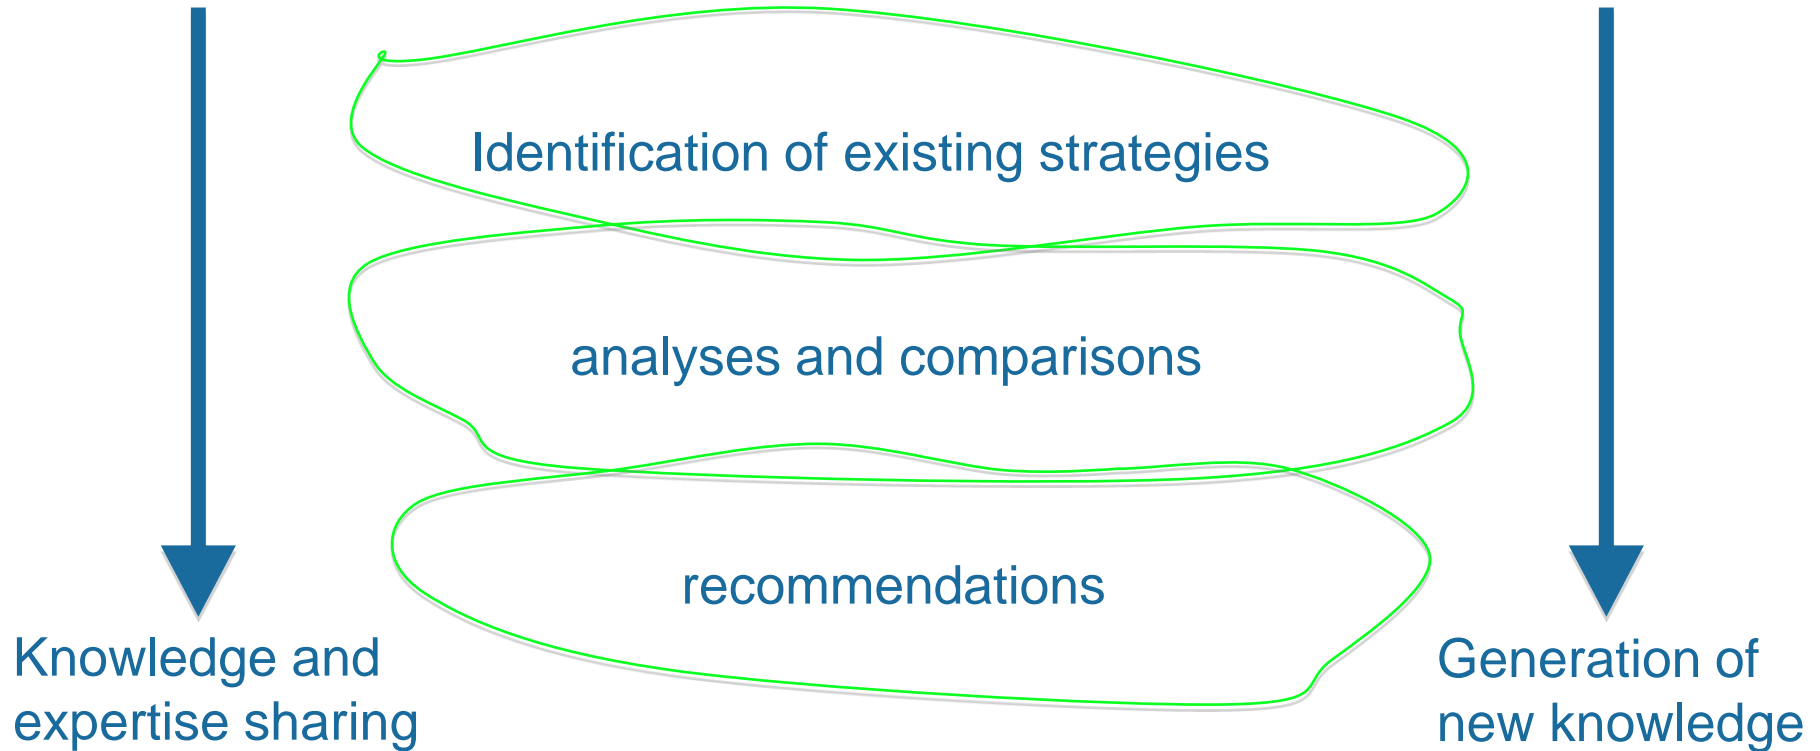 Identification of existing strategies
analyses and comparisons
recommendations
Knowledge and
expertise sharing
Generation of
new knowledge